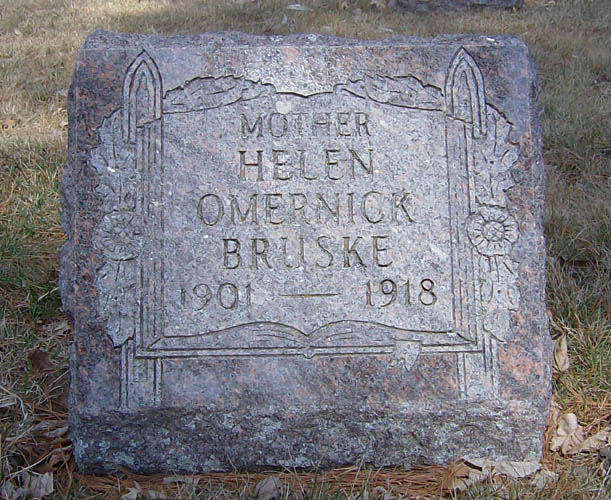 MOTHER
HELEN
OMERNICK
BRUSKE
1901 — 1918